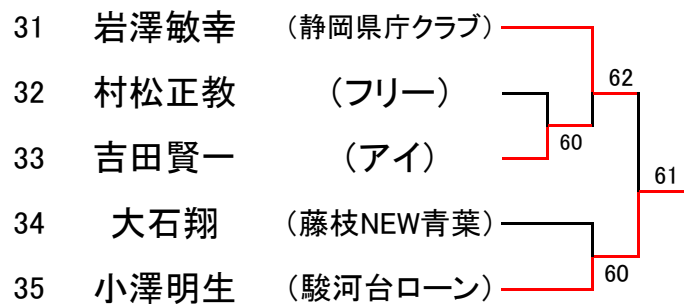 31 岩澤敏幸 （静岡県庁クラブ）
62
32 村松正教 （フリー）
60
33 吉田賢一 （アイ）
61
34 大石翔 （藤枝NEW青葉）
60
35 小澤明生 （駿河台ローン）